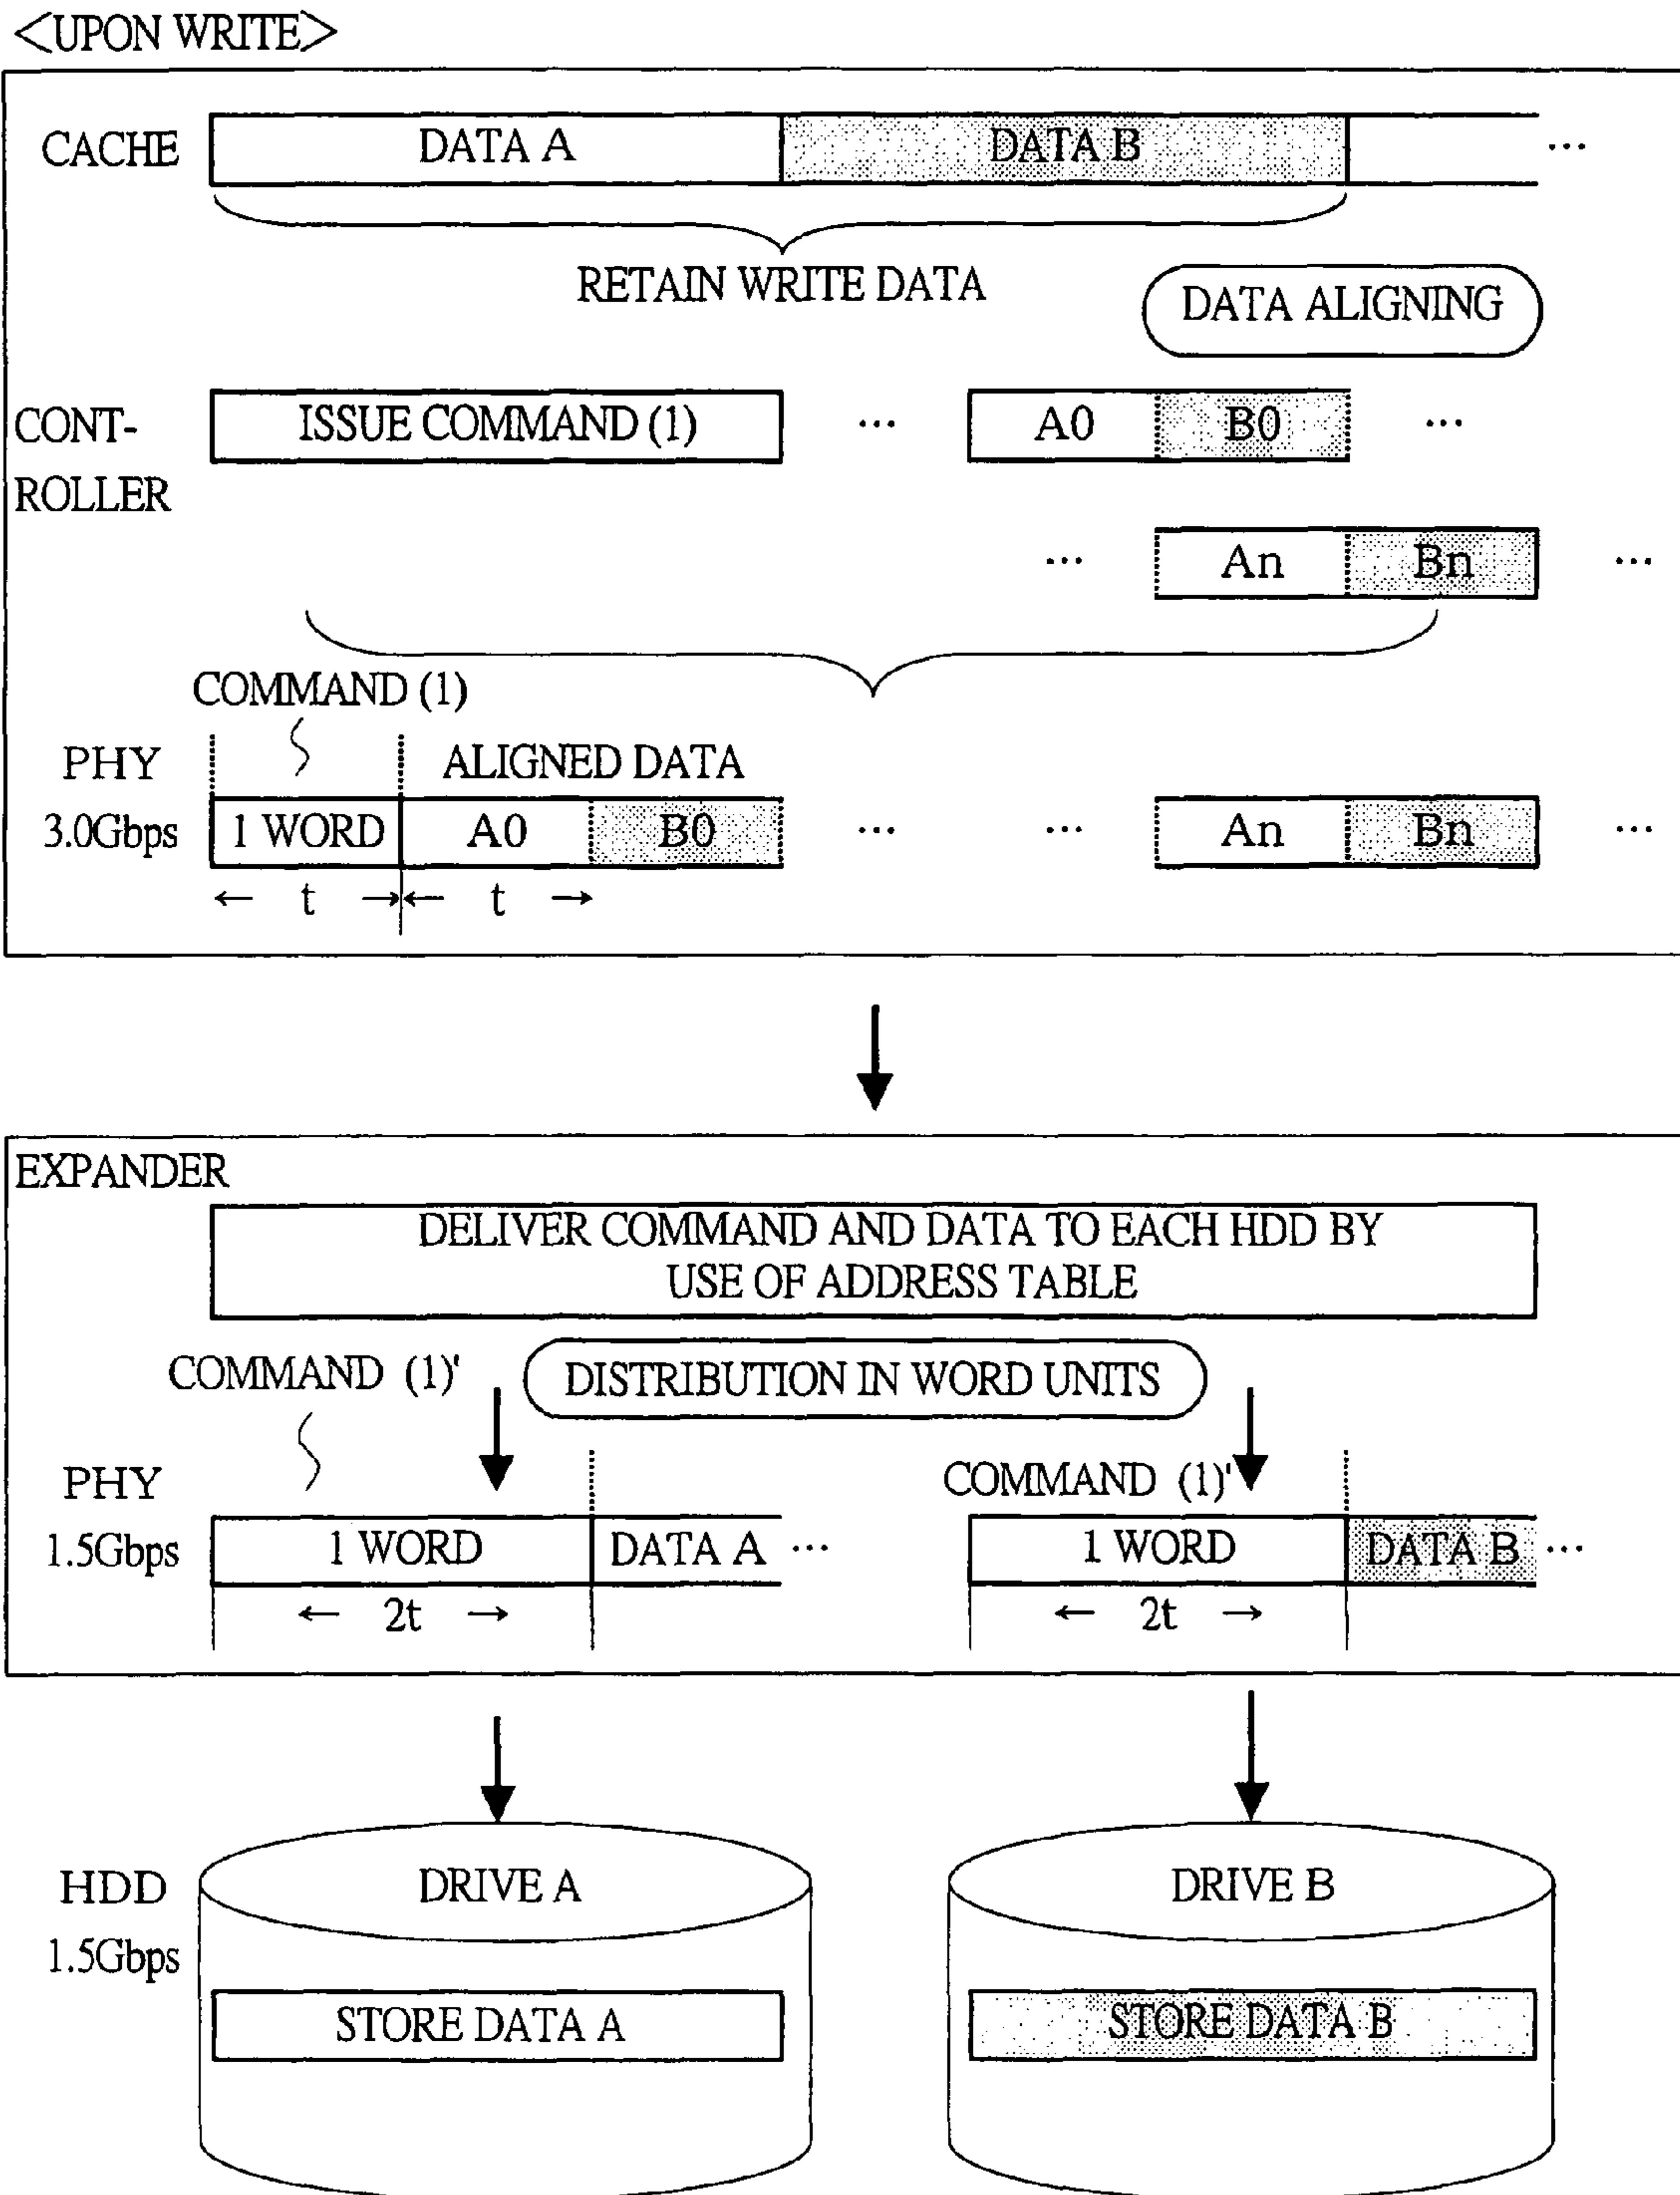 <UPON WRITE>
CACHE DATA A DATA B ...
RETAIN WRITE DATA
DATA ALIGNING
CONT-
ROLLER
ISSUE COMMAND (1) ... A0 B0 ...
... An Bn ...
COMMAND (1)
PHY ALIGNED DATA
3.0Gbps 1 WORD A0 B0 ... ... An Bn ...
← t →← t →
EXPANDER
DELIVER COMMAND AND DATA TO EACH HDD BY
USE OF ADDRESS TABLE
COMMAND (1)' DISTRIBUTION IN WORD UNITS
PHY COMMAND (1)'
1.5Gbps 1 WORD DATA A ... 1 WORD DATA B ...
← 2t → ← 2t →
HDD DRIVE A DRIVE B
1.5Gbps
STORE DATA A STORE DATA B